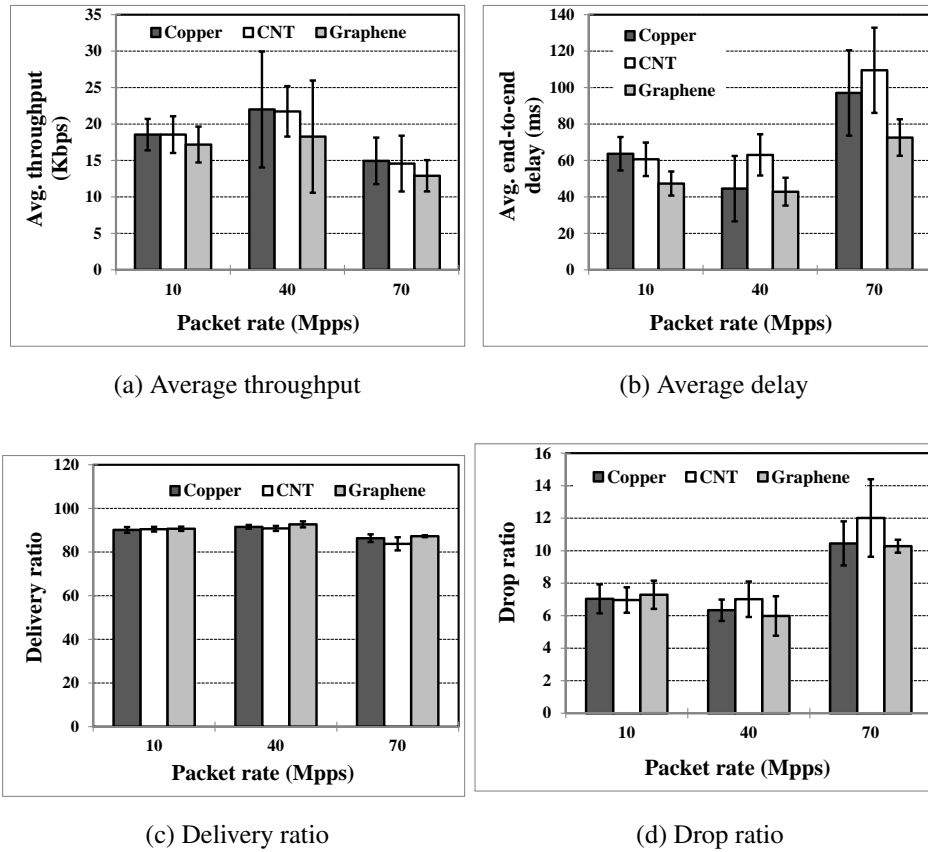 35
30
25
20
15
10
5
0
Avg. throughput
(Kbps)
Copper CNT Graphene
10 40 70
Packet rate (Mpps)
(a) Average throughput
140
120
100
80
60
40
20
0
Avg. end-to-end
delay (ms)
Copper
CNT
Graphene
10 40 70
Packet rate (Mpps)
(b) Average delay
120
100
80
60
40
20
0
Delivery ratio
Copper CNT Graphene
10 40 70
Packet rate (Mpps)
(c) Delivery ratio
16
14
12
10
8
6
4
2
0
Drop ratio
Copper CNT Graphene
10 40 70
Packet rate (Mpps)
(d) Drop ratio